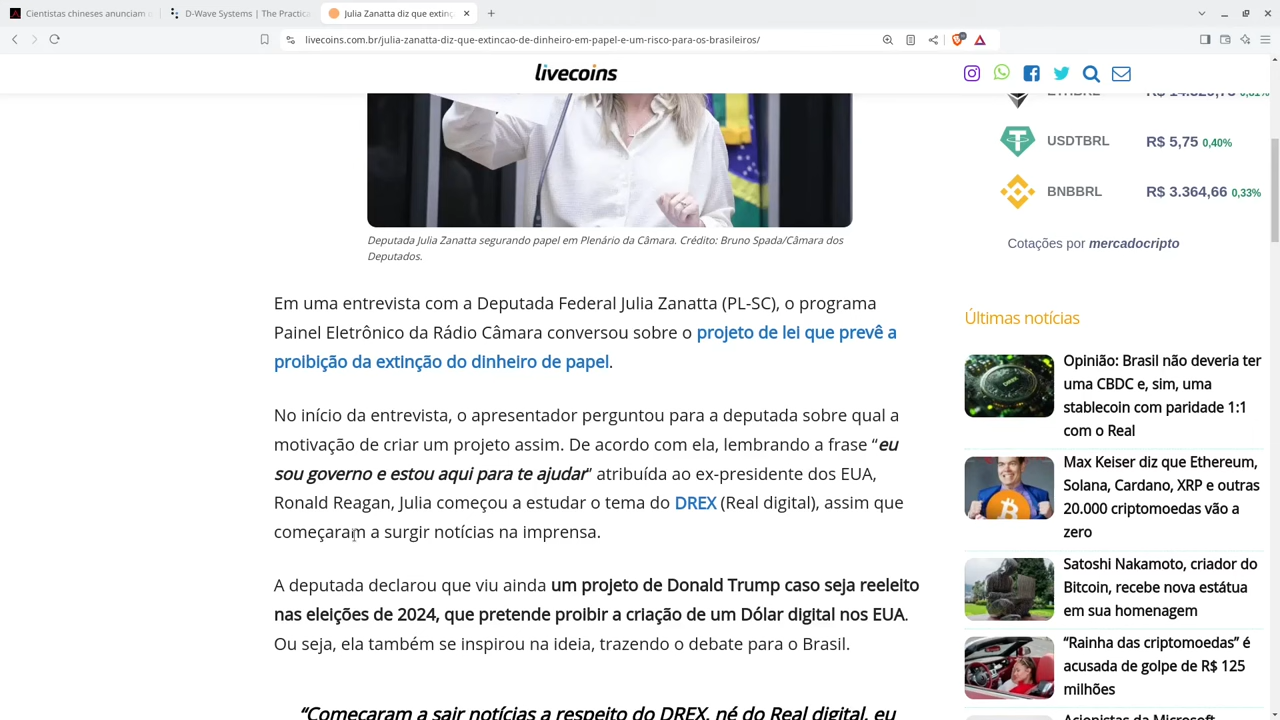 Cientistas chineses anunciam
D-Wave Systems | The Practica
Julia Zanatta diz que extinç
livecoins.com.br/julia-zanatta-diz-que-extincao-de-dinheiro-em-papel-e-um-risco-para-os-brasileiros/
livecoins
USDTBRL R$ 5,75 0,40%
BNBBRL R$ 3.364,66 0,33%
Cotações por mercadocripto
Deputada Julia Zanatta segurando papel em Plenário da Câmara. Crédito: Bruno Spada/Câmara dos
Deputados.
Em uma entrevista com a Deputada Federal Julia Zanatta (PL-SC), o programa
Painel Eletrônico da Rádio Câmara conversou sobre o projeto de lei que prevê a
proibição da extinção do dinheiro de papel.
No início da entrevista, o apresentador perguntou para a deputada sobre qual a
motivação de criar um projeto assim. De acordo com ela, lembrando a frase “eu
sou governo e estou aqui para te ajudar” atribuída ao ex-presidente dos EUA,
Ronald Reagan, Julia começou a estudar o tema do DREX (Real digital), assim que
começaram a surgir notícias na imprensa.
A deputada declarou que viu ainda um projeto de Donald Trump caso seja reeleito
nas eleições de 2024, que pretende proibir a criação de um Dólar digital nos EUA.
Ou seja, ela também se inspirou na ideia, trazendo o debate para o Brasil.
“Começaram a sair notícias a respeito do DREX, né do Real digital, eu
Últimas notícias
Opinião: Brasil não deveria ter
uma CBDC e, sim, uma
stablecoin com paridade 1:1
com o Real
Max Keiser diz que Ethereum,
Solana, Cardano, XRP e outras
20.000 criptomoedas vão a
zero
Satoshi Nakamoto, criador do
Bitcoin, recebe nova estátua
em sua homenagem
“Rainha das criptomoedas” é
acusada de golpe de R$ 125
milhões
Acionistas da Microsoft